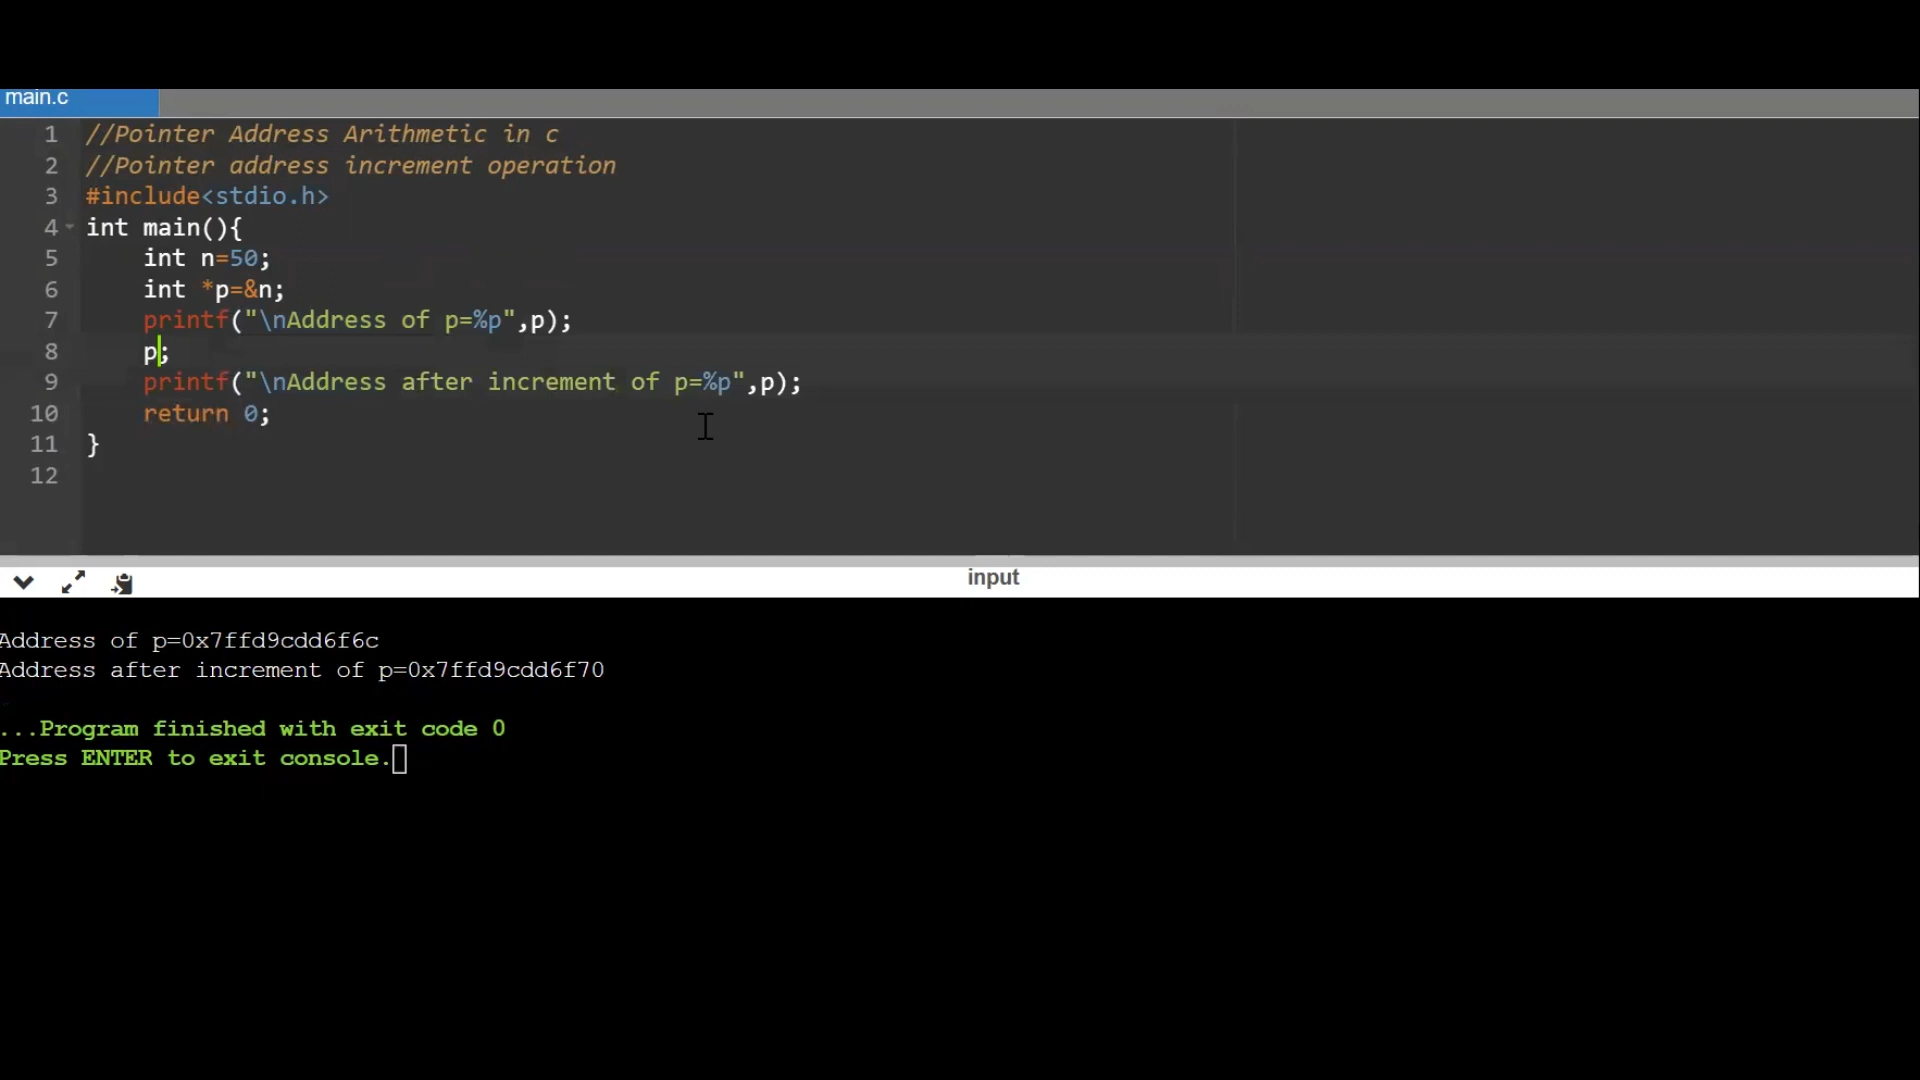 main.c
1 //Pointer Address Arithmetic in c
2 //Pointer address increment operation
3 #include<stdio.h>
4 int main(){
5     int n=50;
6     int *p=&n;
7     printf("\nAddress of p=%p",p);
8     p;
9     printf("\nAddress after increment of p=%p",p);
10     return 0;
11 }
12
input
Address of p=0x7ffd9cdd6f6c
Address after increment of p=0x7ffd9cdd6f70
...Program finished with exit code 0
Press ENTER to exit console.